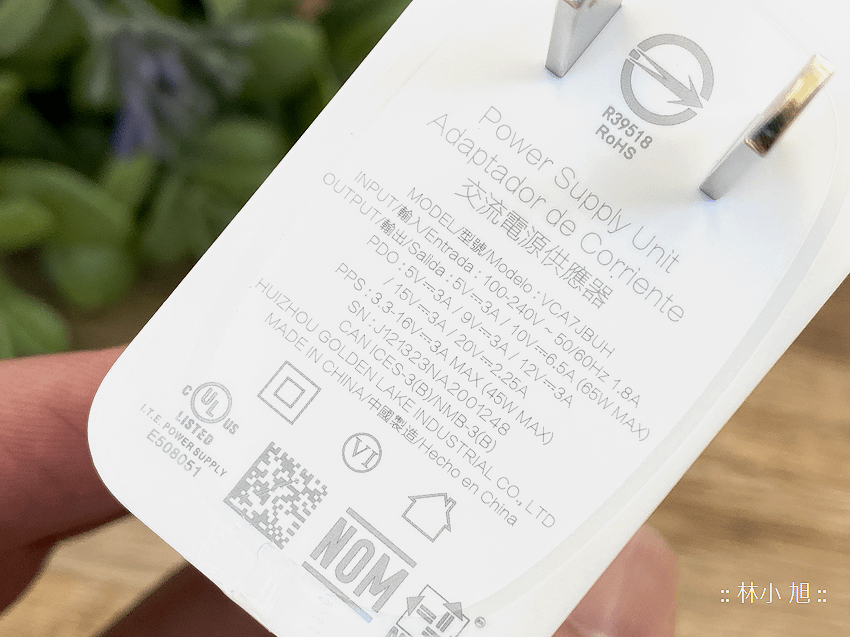 R39518
RoHS
Power Supply Unit
Adaptador de Corriente
交流電源供應器
MODEL/型號/Modelo : VCA7JBUH
INPUT/輸入/Entrada : 100-240V ~ 50/60Hz 1.8A
OUTPUT/輸出/Salida : 5V⎓3A / 10V⎓6.5A (65W MAX)
PDO : 5V⎓3A / 9V⎓3A / 12V⎓3A
/ 15V⎓3A / 20V⎓2.25A
PPS : 3.3-16V⎓3A MAX (45W MAX)
SN : J121323NA2001248
CAN ICES-3(B)/NMB-3(B)
HUIZHOU GOLDEN LAKE INDUSTRIAL CO., LTD
MADE IN CHINA/中國製造/Hecho en China
C UL US
LISTED
I.T.E. POWER SUPPLY
E508051
VI
NOM
:: 林小旭 ::